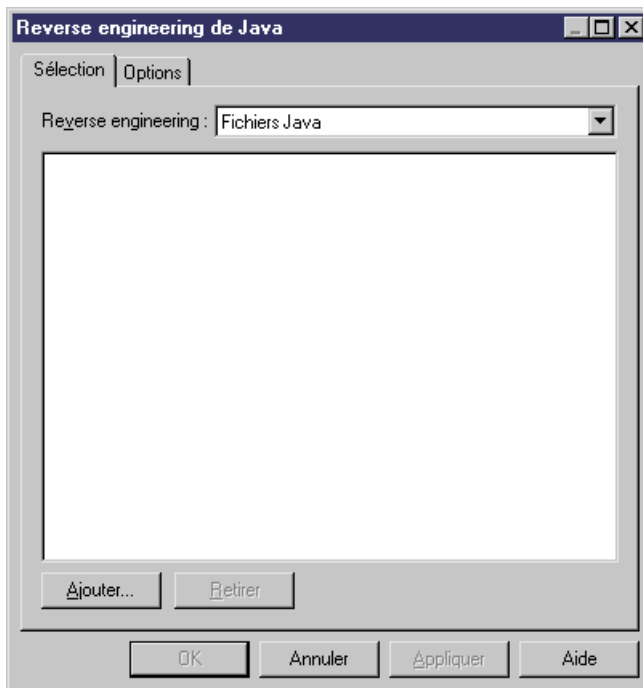 Reverse engineering de Java
Sélection Options
Reverse engineering : Fichiers Java
Ajouter... Retirer
OK Annuler Appliquer Aide